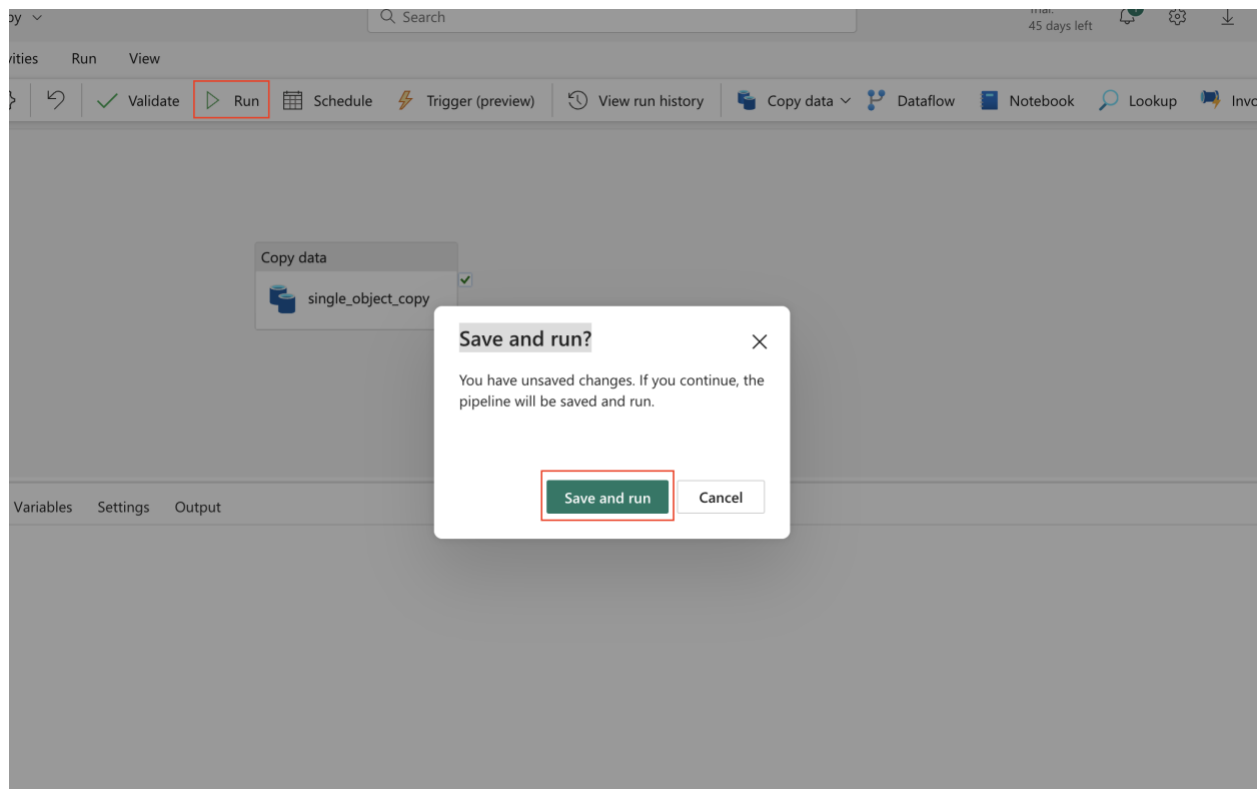 Search
45 days left
Run View
Validate Run Schedule Trigger (preview) View run history Copy data Dataflow Notebook Lookup
Copy data
single_object_copy
Save and run?
You have unsaved changes. If you continue, the
pipeline will be saved and run.
Save and run Cancel
Variables Settings Output